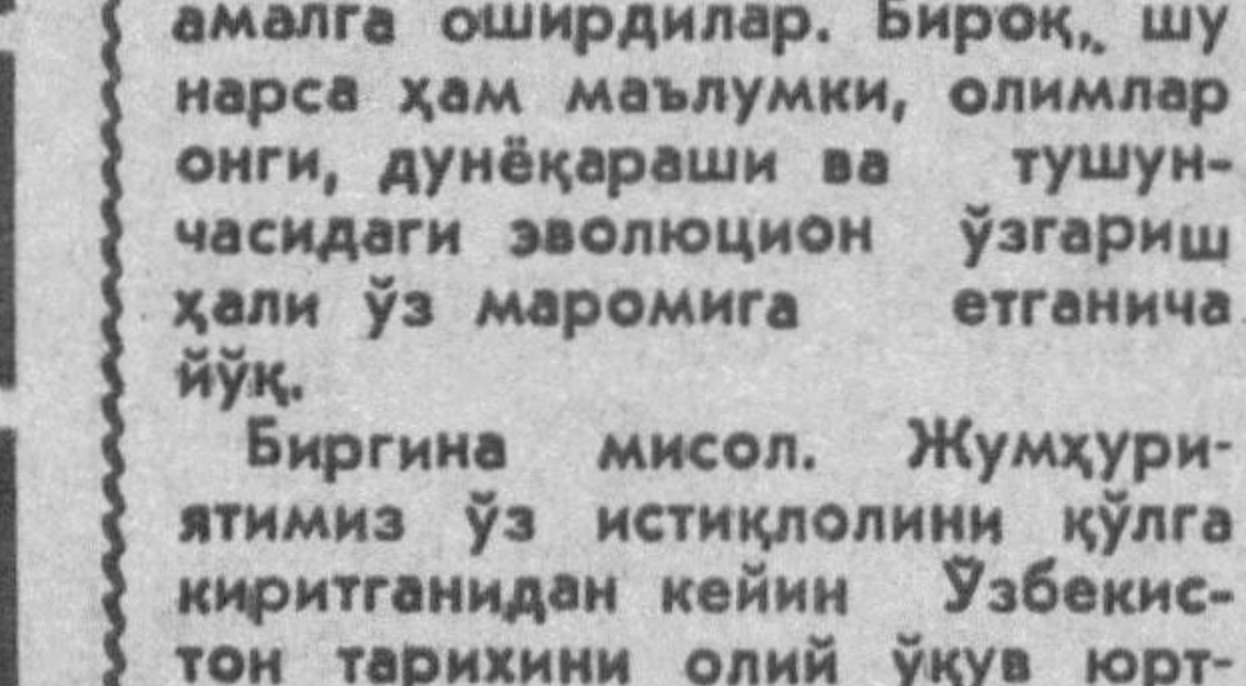 амалга оширдилар. Бироқ, шу
нарса ҳам маълумки, олимлар
онги, дунёқараши ва тушун-
часидаги эволюцион ўзгариш
ҳали ўз маромига етганича
йўқ.
Биргина мисол. Жумҳури-
ятимиз ўз истиқлолини қўлга
киритганидан кейин Ўзбекис-
тон тарихини олий ўқув юрт-